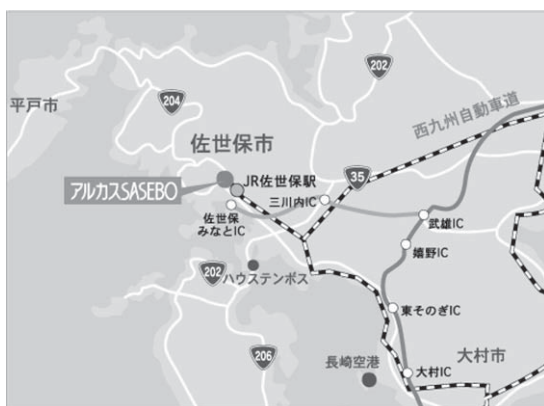 202
204
平戸市
西九州自動車道
佐世保市
35
JR佐世保駅
アルカスSASEBO
三川内IC
佐世保
みなとIC
武雄IC
嬉野IC
202
ハウステンボス
東そのぎIC
206
長崎空港
大村市
大村IC